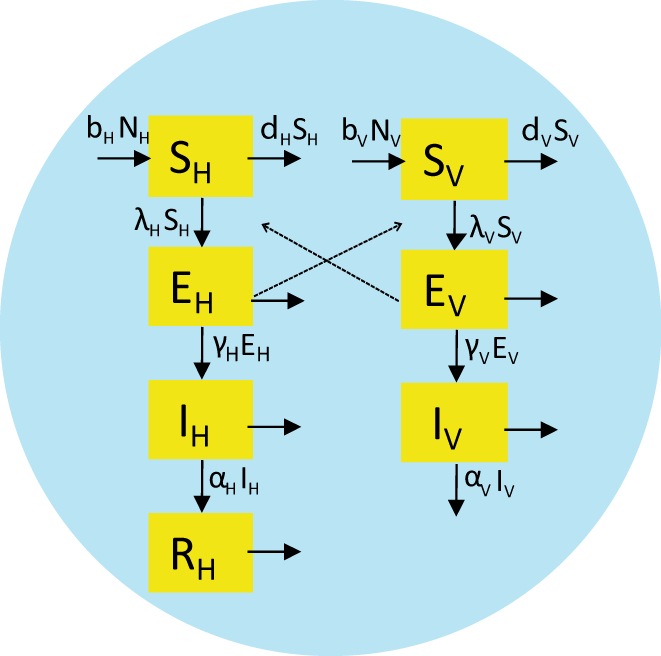 b_H N_H
d_H S_H
b_V N_V
d_V S_V
S_H
S_V
λ_H S_H
λ_V S_V
E_H
E_V
γ_H E_H
γ_V E_V
I_H
I_V
α_H I_H
α_V I_V
R_H